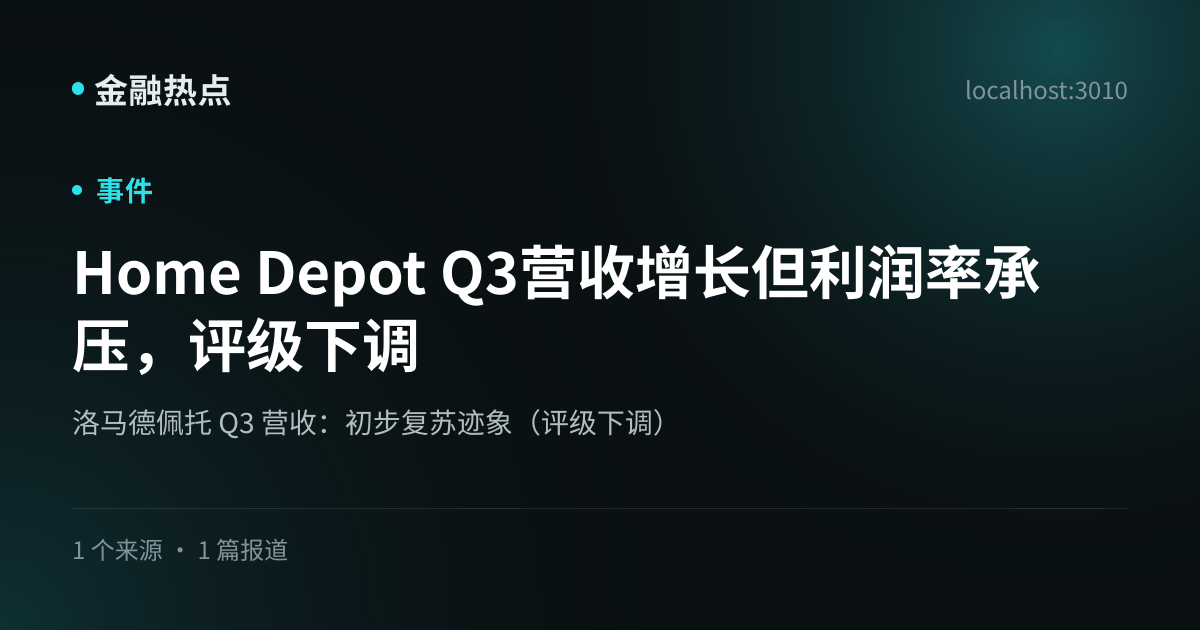 金融热点
localhost:3010
事件
Home Depot Q3营收增长但利润率承
压，评级下调
洛马德佩托 Q3 营收：初步复苏迹象（评级下调）
1 个来源 · 1 篇报道